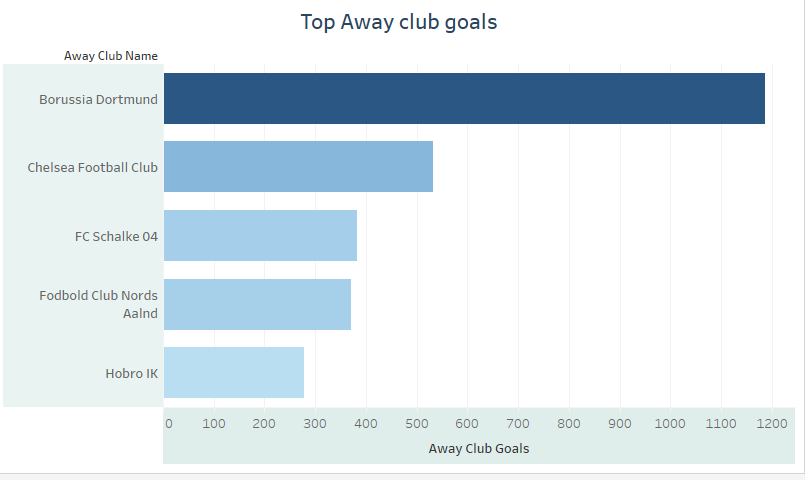 Top Away club goals
Away Club Name
Borussia Dortmund
Chelsea Football Club
FC Schalke 04
Fodbold Club Nords
Aalnd
Hobro IK
0 100 200 300 400 500 600 700 800 900 1000 1100 1200
Away Club Goals